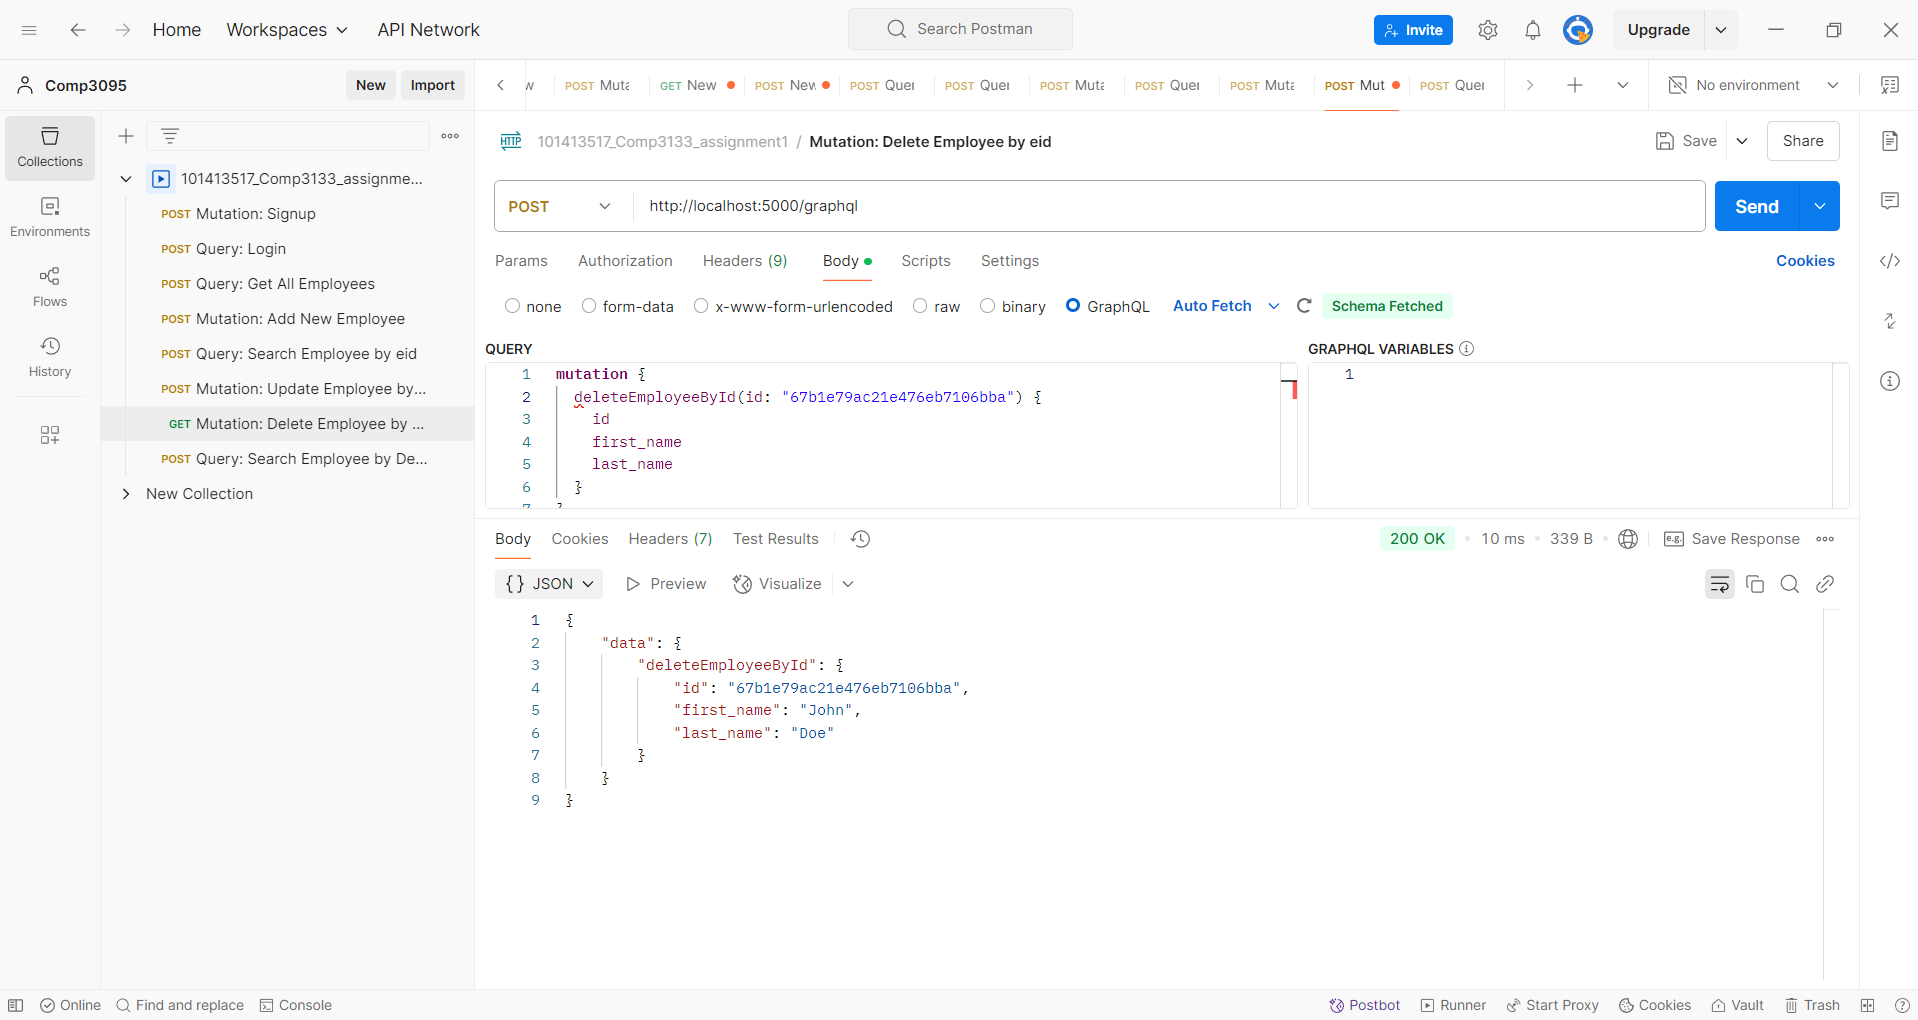 Home
Workspaces
API Network
Search Postman
Invite
Upgrade
Comp3095
New
Import
POST Muta
GET New
POST New
POST Quer
POST Quer
POST Muta
POST Quer
POST Muta
POST Mut
POST Quer
No environment
Collections
Environments
Flows
History
101413517_Comp3133_assignme...
POST Mutation: Signup
POST Query: Login
POST Query: Get All Employees
POST Mutation: Add New Employee
POST Query: Search Employee by eid
POST Mutation: Update Employee by...
GET Mutation: Delete Employee by ...
POST Query: Search Employee by De...
New Collection
HTTP 101413517_Comp3133_assignment1 / Mutation: Delete Employee by eid
Save
Share
POST
http://localhost:5000/graphql
Send
Params Authorization Headers (9) Body Scripts Settings
Cookies
none form-data x-www-form-urlencoded raw binary GraphQL Auto Fetch Schema Fetched
QUERY
1 mutation {
2 deleteEmployeeById(id: "67b1e79ac21e476eb7106bba") {
3 id
4 first_name
5 last_name
6 }
7 }
GRAPHQL VARIABLES
1
Body Cookies Headers (7) Test Results
200 OK • 10 ms • 339 B •
e.g. Save Response
{} JSON Preview Visualize
1 {
2 "data": {
3 "deleteEmployeeById": {
4 "id": "67b1e79ac21e476eb7106bba",
5 "first_name": "John",
6 "last_name": "Doe"
7 }
8 }
9 }
Online
Find and replace
Console
Postbot
Runner
Start Proxy
Cookies
Vault
Trash